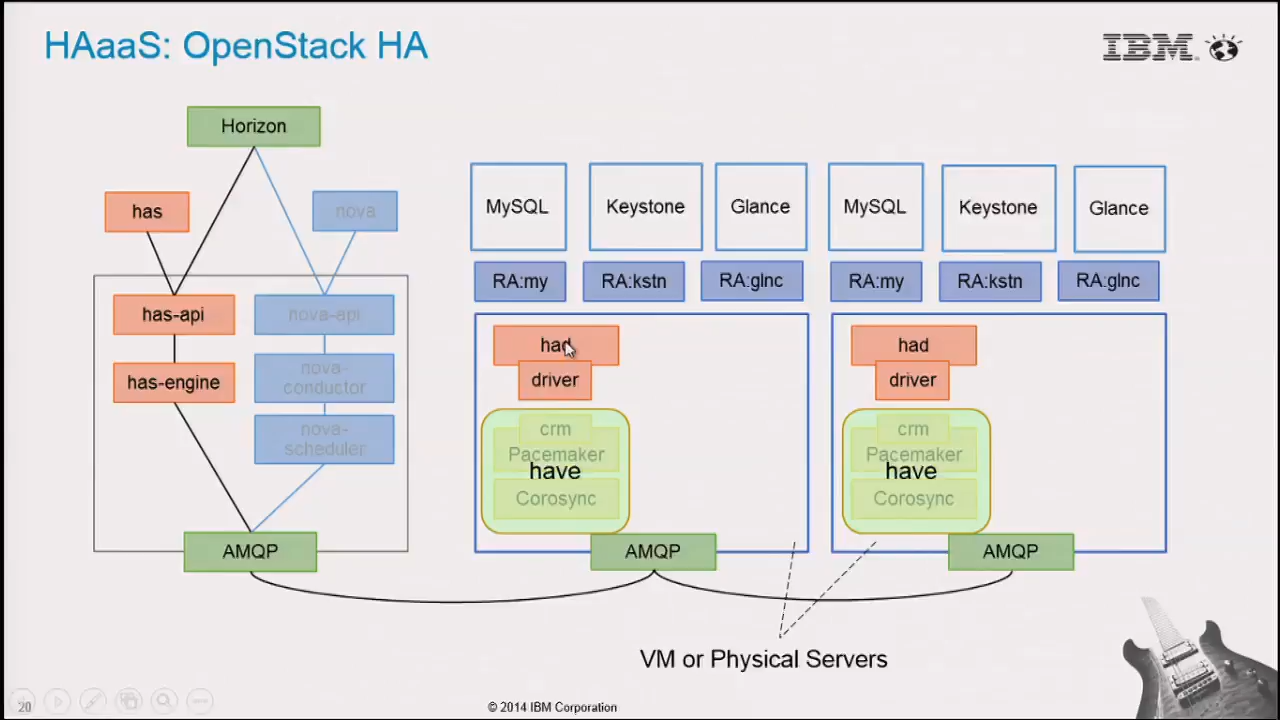 HAaaS: OpenStack HA
IBM
Horizon
has
nova
has-api
nova-api
has-engine
nova-
conductor
nova-
scheduler
AMQP
MySQL
Keystone
Glance
MySQL
Keystone
Glance
RA:my
RA:kstn
RA:glnc
RA:my
RA:kstn
RA:glnc
had
driver
crm
Pacemaker
have
Corosync
AMQP
had
driver
crm
Pacemaker
have
Corosync
AMQP
VM or Physical Servers
20
© 2014 IBM Corporation